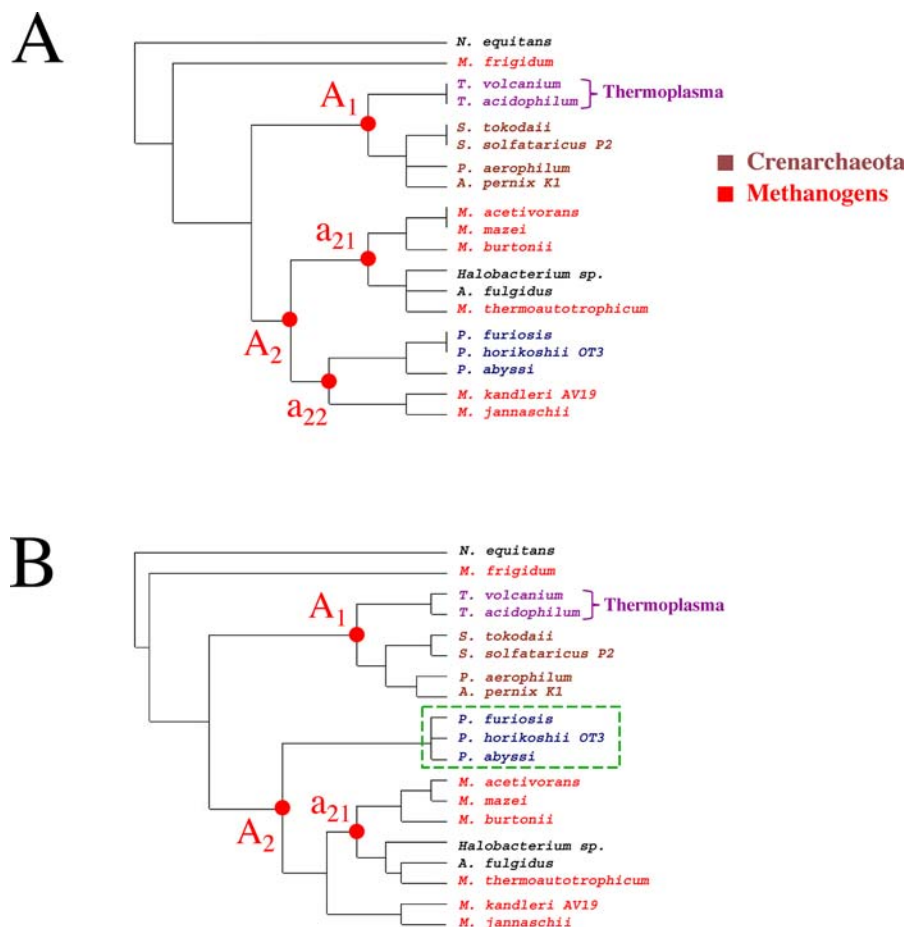 A
N. equitans
M. frigidum
A1
T. volcanium
T. acidophilum
Thermoplasma
S. tokodaii
S. solfataricus P2
P. aerophilum
A. pernix K1
Crenarchaeota
Methanogens
a21
M. acetivorans
M. mazei
M. burtonii
Halobacterium sp.
A. fulgidus
M. thermoautotrophicum
A2
P. furiosis
P. horikoshii OT3
P. abyssi
a22
M. kandleri AV19
M. jannaschii
B
N. equitans
M. frigidum
A1
T. volcanium
T. acidophilum
Thermoplasma
S. tokodaii
S. solfataricus P2
P. aerophilum
A. pernix K1
P. furiosis
P. horikoshii OT3
P. abyssi
A2
a21
M. acetivorans
M. mazei
M. burtonii
Halobacterium sp.
A. fulgidus
M. thermoautotrophicum
M. kandleri AV19
M. jannaschii